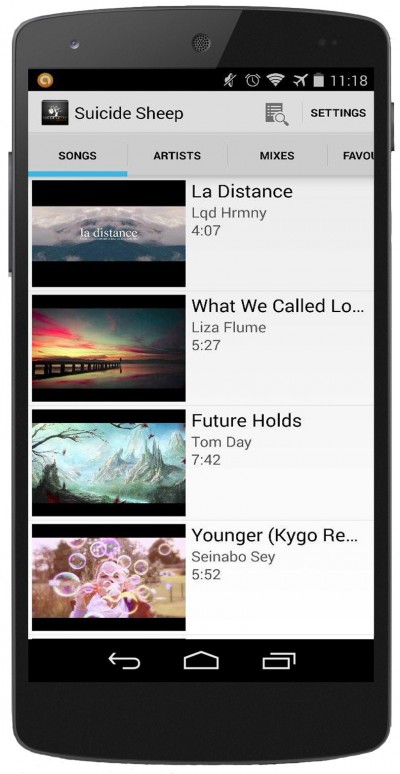 11:18
Suicide Sheep
SETTINGS
SONGS
ARTISTS
MIXES
FAVOU
La Distance
Lqd Hrmny
4:07
la distance
What We Called Lo...
Liza Flume
5:27
Future Holds
Tom Day
7:42
Younger (Kygo Re...
Seinabo Sey
5:52